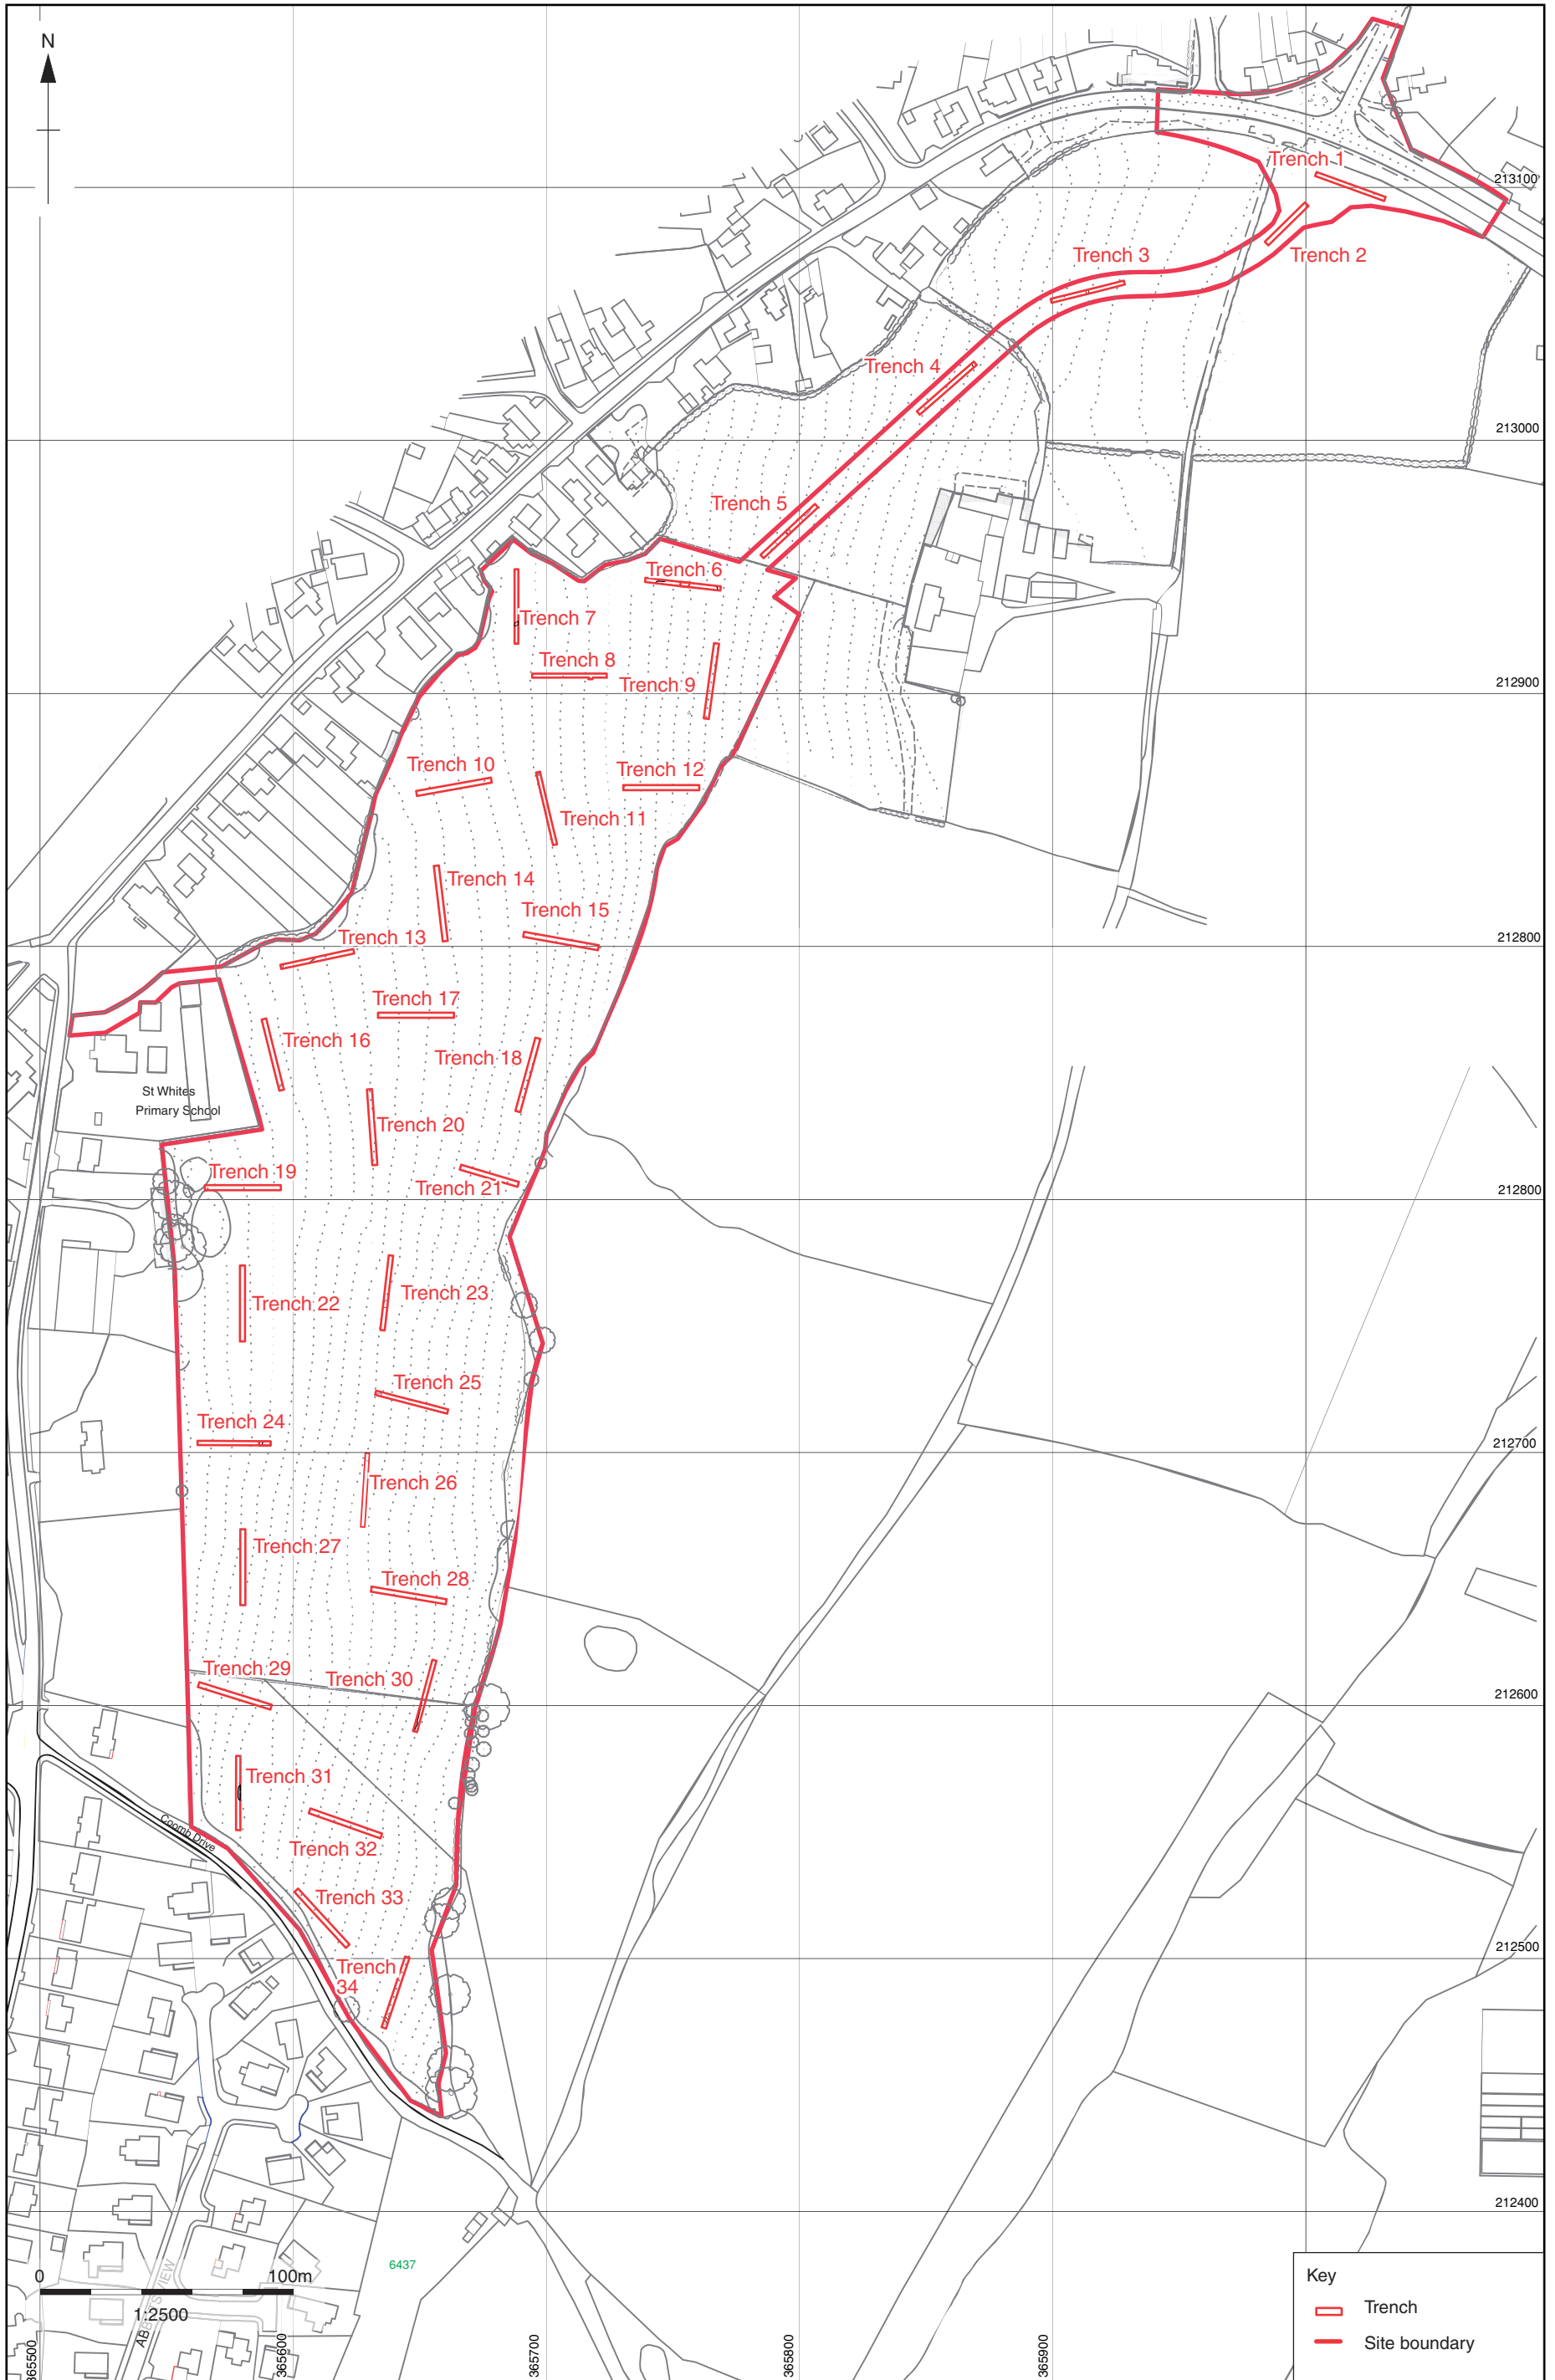 N
Trench 1
213100
Trench 3
Trench 2
Trench 4
213000
Trench 5
Trench 6
Trench 7
Trench 8
Trench 9
212900
Trench 10
Trench 12
Trench 11
Trench 14
Trench 15
Trench 13
212800
Trench 17
Trench 16
Trench 18
St Whites
Primary School
Trench 20
Trench 19
Trench 21
212800
Trench 22
Trench 23
Trench 25
Trench 24
212700
Trench 26
Trench 27
Trench 28
Trench 29
Trench 30
212600
Trench 31
Coomb Drive
Trench 32
Trench 33
212500
Trench
34
212400
6437
0 100m
1:2500
365500
365600
365700
365800
365900
Key
Trench
Site boundary